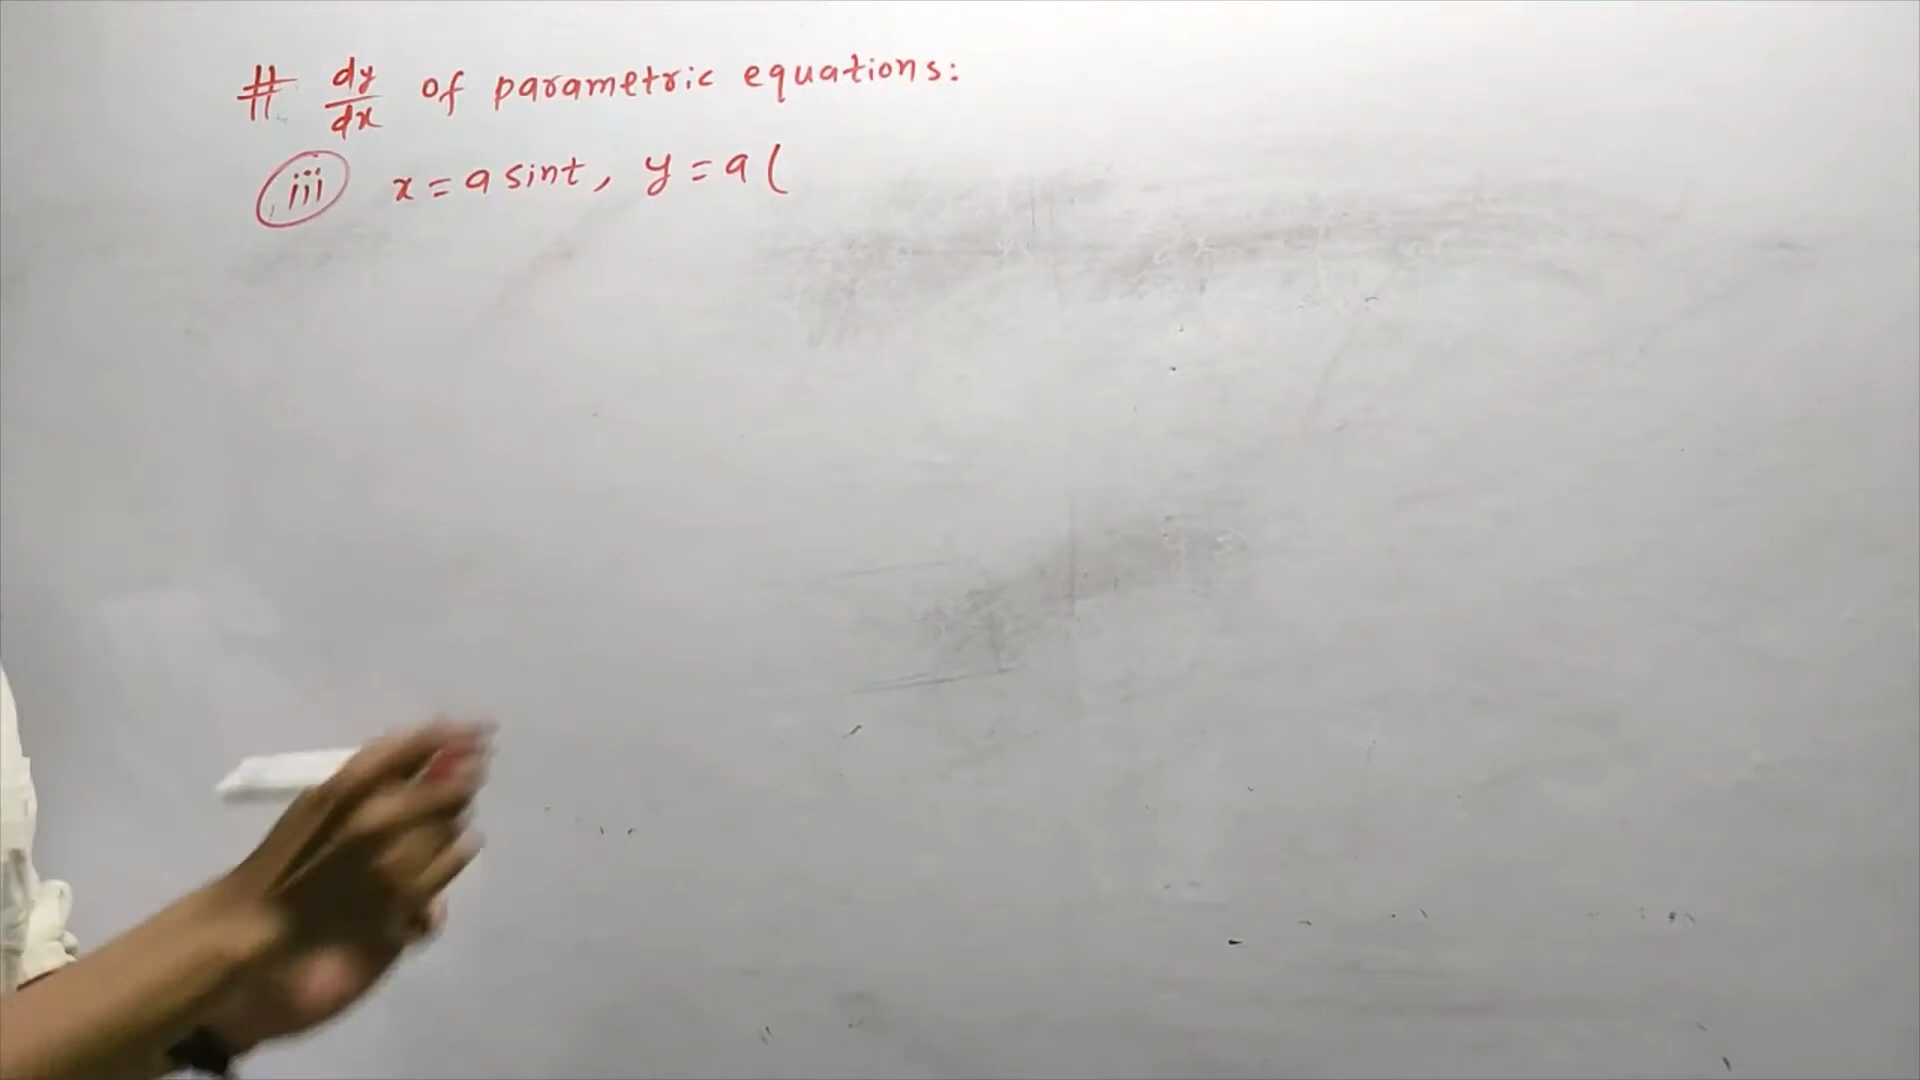 # dy/dx of parametric equations:
iii x = a sint, y = a (